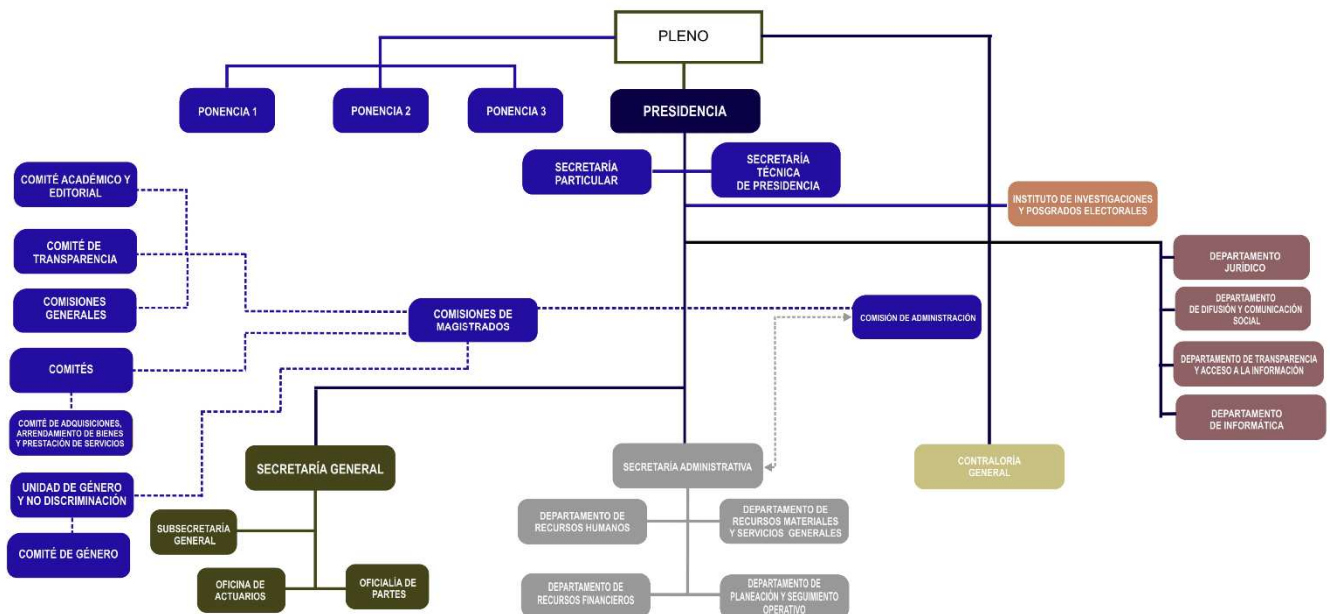 PLENO
PONENCIA 1
PONENCIA 2
PONENCIA 3
PRESIDENCIA
SECRETARÍA
PARTICULAR
SECRETARÍA
TÉCNICA
DE PRESIDENCIA
COMITÉ ACADÉMICO Y
EDITORIAL
INSTITUTO DE INVESTIGACIONES
Y POSGRADOS ELECTORALES
COMITÉ DE
TRANSPARENCIA
DEPARTAMENTO
JURÍDICO
COMISIONES
GENERALES
COMISIONES DE
MAGISTRADOS
COMISIÓN DE ADMINISTRACIÓN
DEPARTAMENTO
DE DIFUSIÓN Y COMUNICACIÓN
SOCIAL
COMITÉS
DEPARTAMENTO DE TRANSPARENCIA
Y ACCESO A LA INFORMACIÓN
COMITÉ DE ADQUISICIONES,
ARRENDAMIENTO DE BIENES
Y PRESTACIÓN DE SERVICIOS
DEPARTAMENTO
DE INFORMÁTICA
SECRETARÍA GENERAL
SECRETARÍA ADMINISTRATIVA
CONTRALORÍA
GENERAL
UNIDAD DE GÉNERO
Y NO DISCRIMINACIÓN
SUBSECRETARÍA
GENERAL
DEPARTAMENTO DE
RECURSOS HUMANOS
DEPARTAMENTO DE
RECURSOS MATERIALES
Y SERVICIOS GENERALES
COMITÉ DE GÉNERO
OFICINA DE
ACTUARIOS
OFICIALÍA DE
PARTES
DEPARTAMENTO DE
RECURSOS FINANCIEROS
DEPARTAMENTO DE
PLANEACIÓN Y SEGUIMIENTO
OPERATIVO